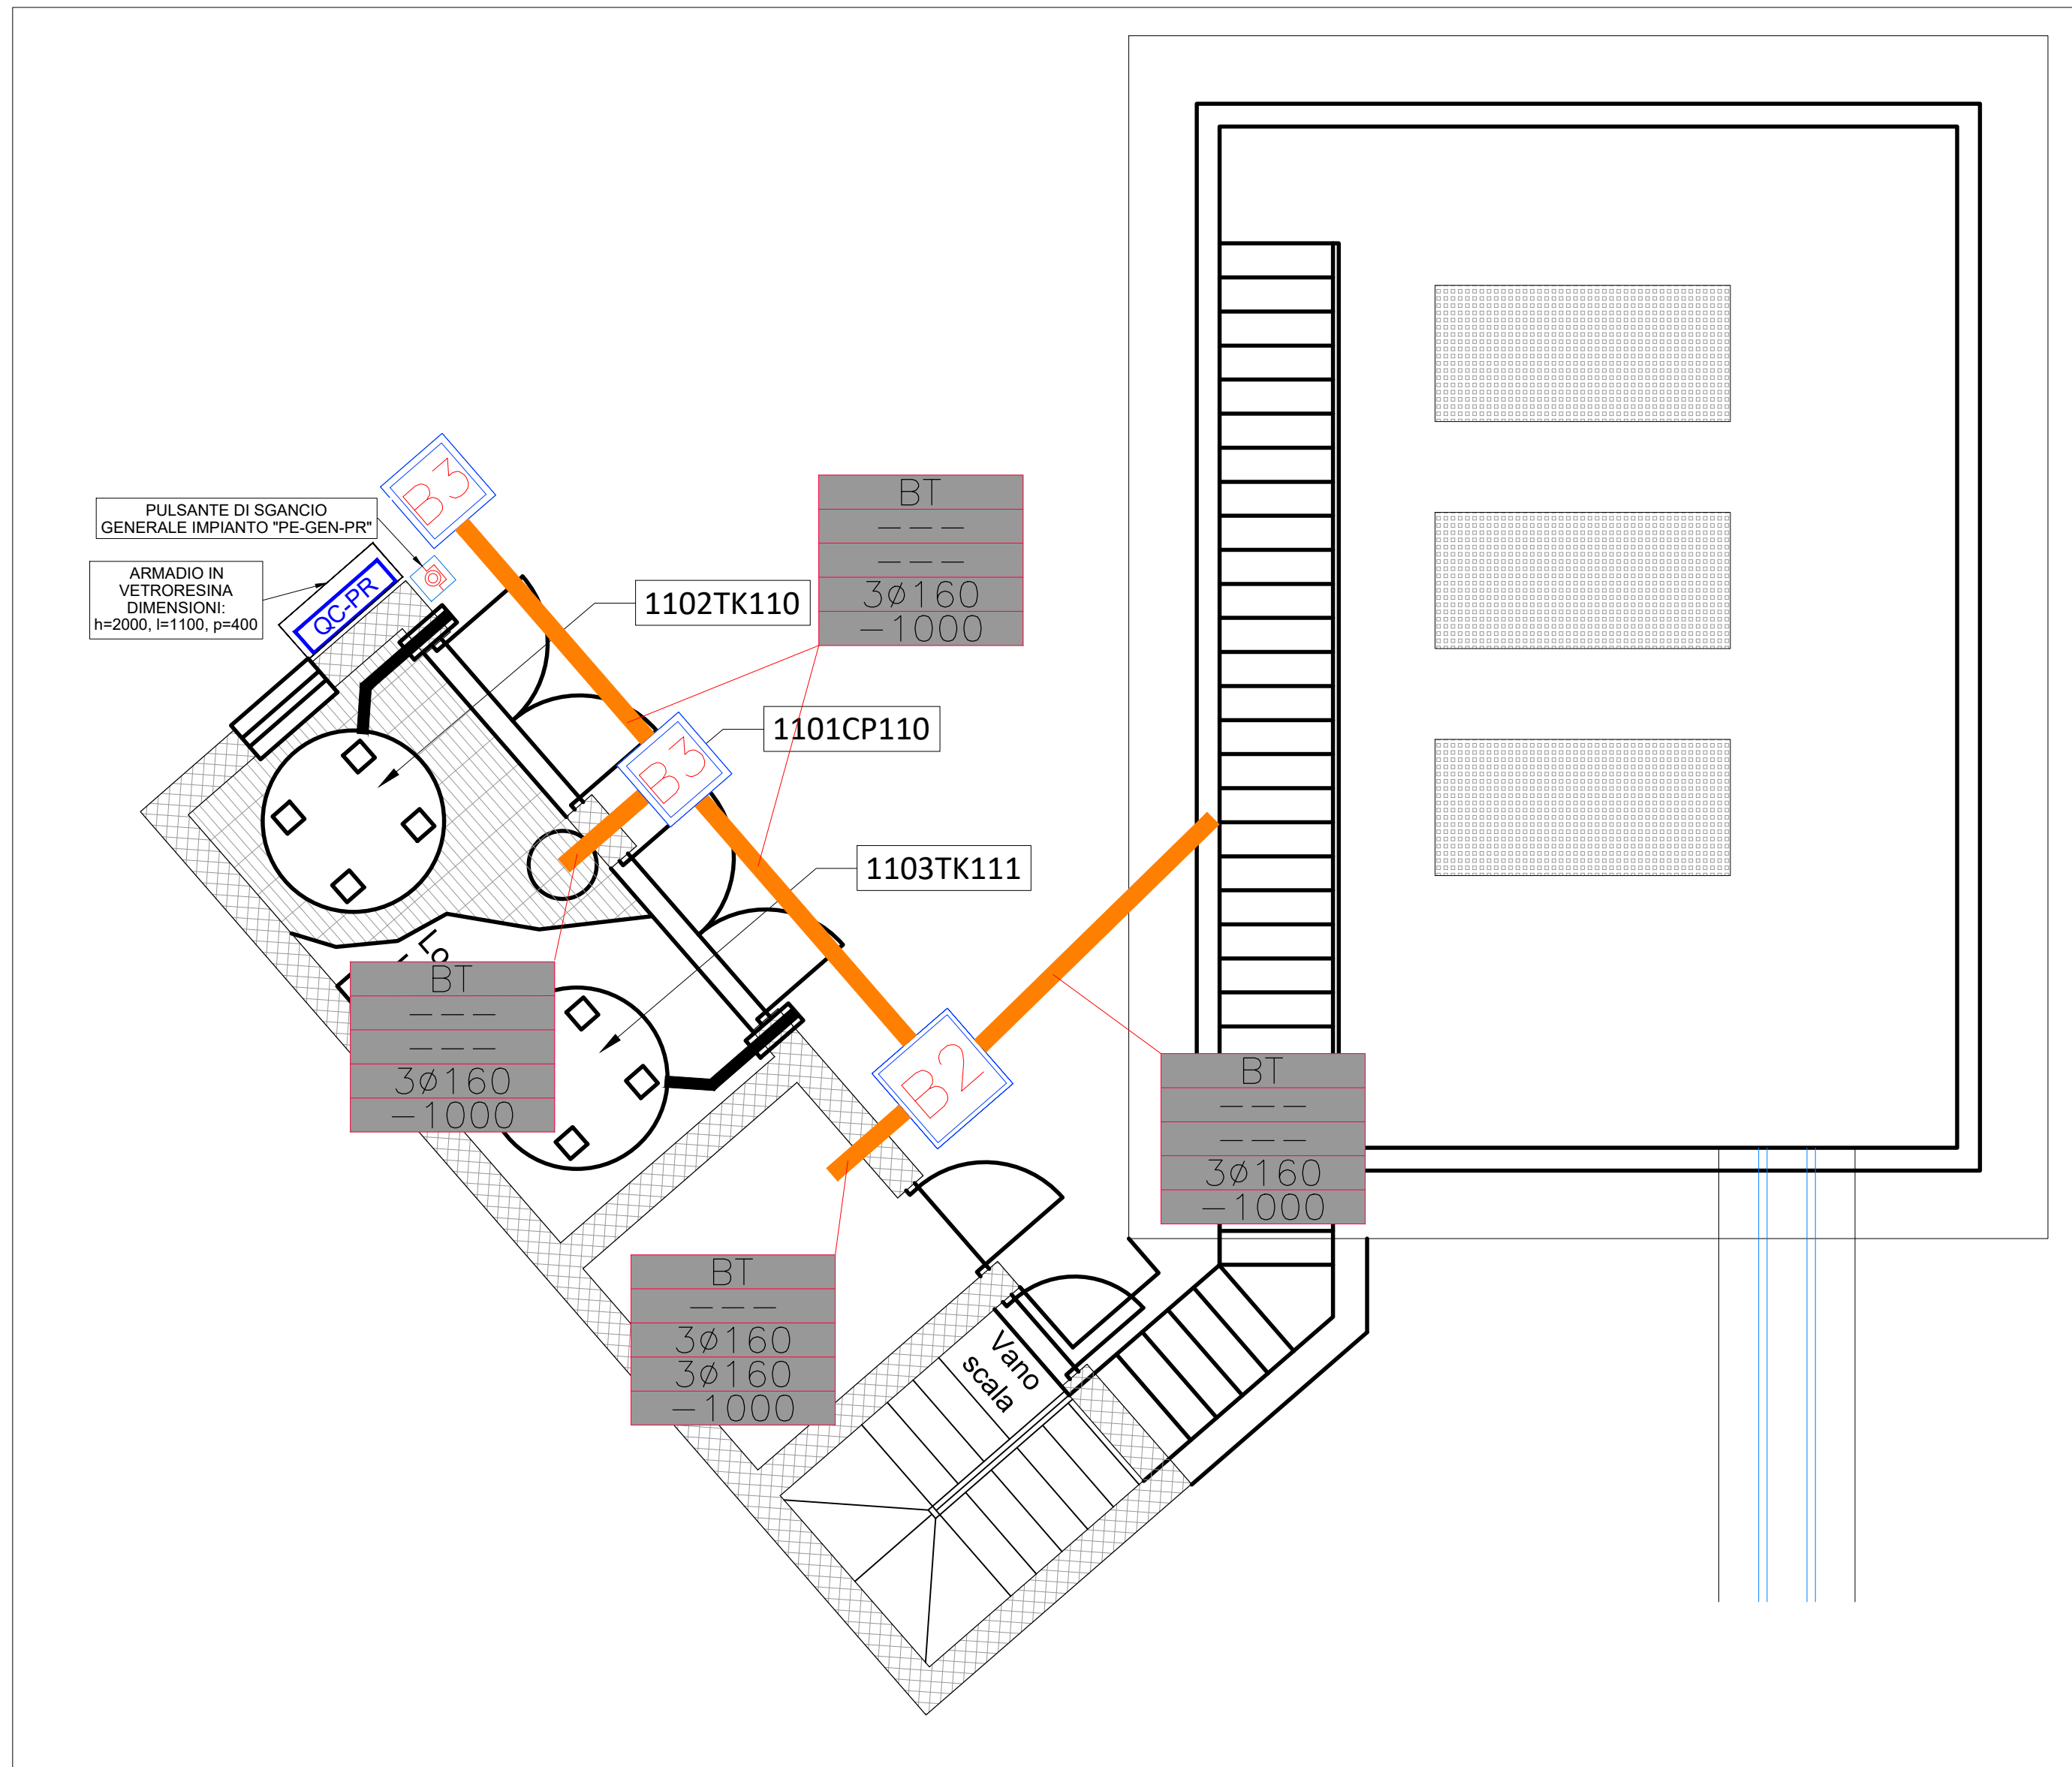 B3
BT
---
---
3ø160
-1000
PULSANTE DI SGANCIO
GENERALE IMPIANTO "PE-GEN-PR"
ARMADIO IN
VETRORESINA
DIMENSIONI:
h=2000, l=1100, p=400
QC-PR
1102TK110
1101CP110
B3
1103TK111
BT
---
---
3ø160
-1000
B2
BT
---
---
3ø160
-1000
BT
---
3ø160
3ø160
-1000
Vano
scala